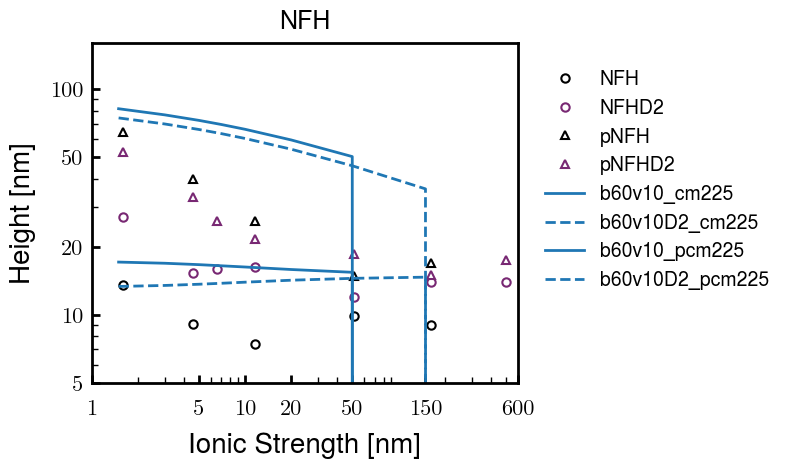 NFH
Height [nm]
100
50
20
10
5
1
5
10
20
50
150
600
Ionic Strength [nm]
NFH
NFHD2
pNFH
pNFHD2
b60v10_cm225
b60v10D2_cm225
b60v10_pcm225
b60v10D2_pcm225